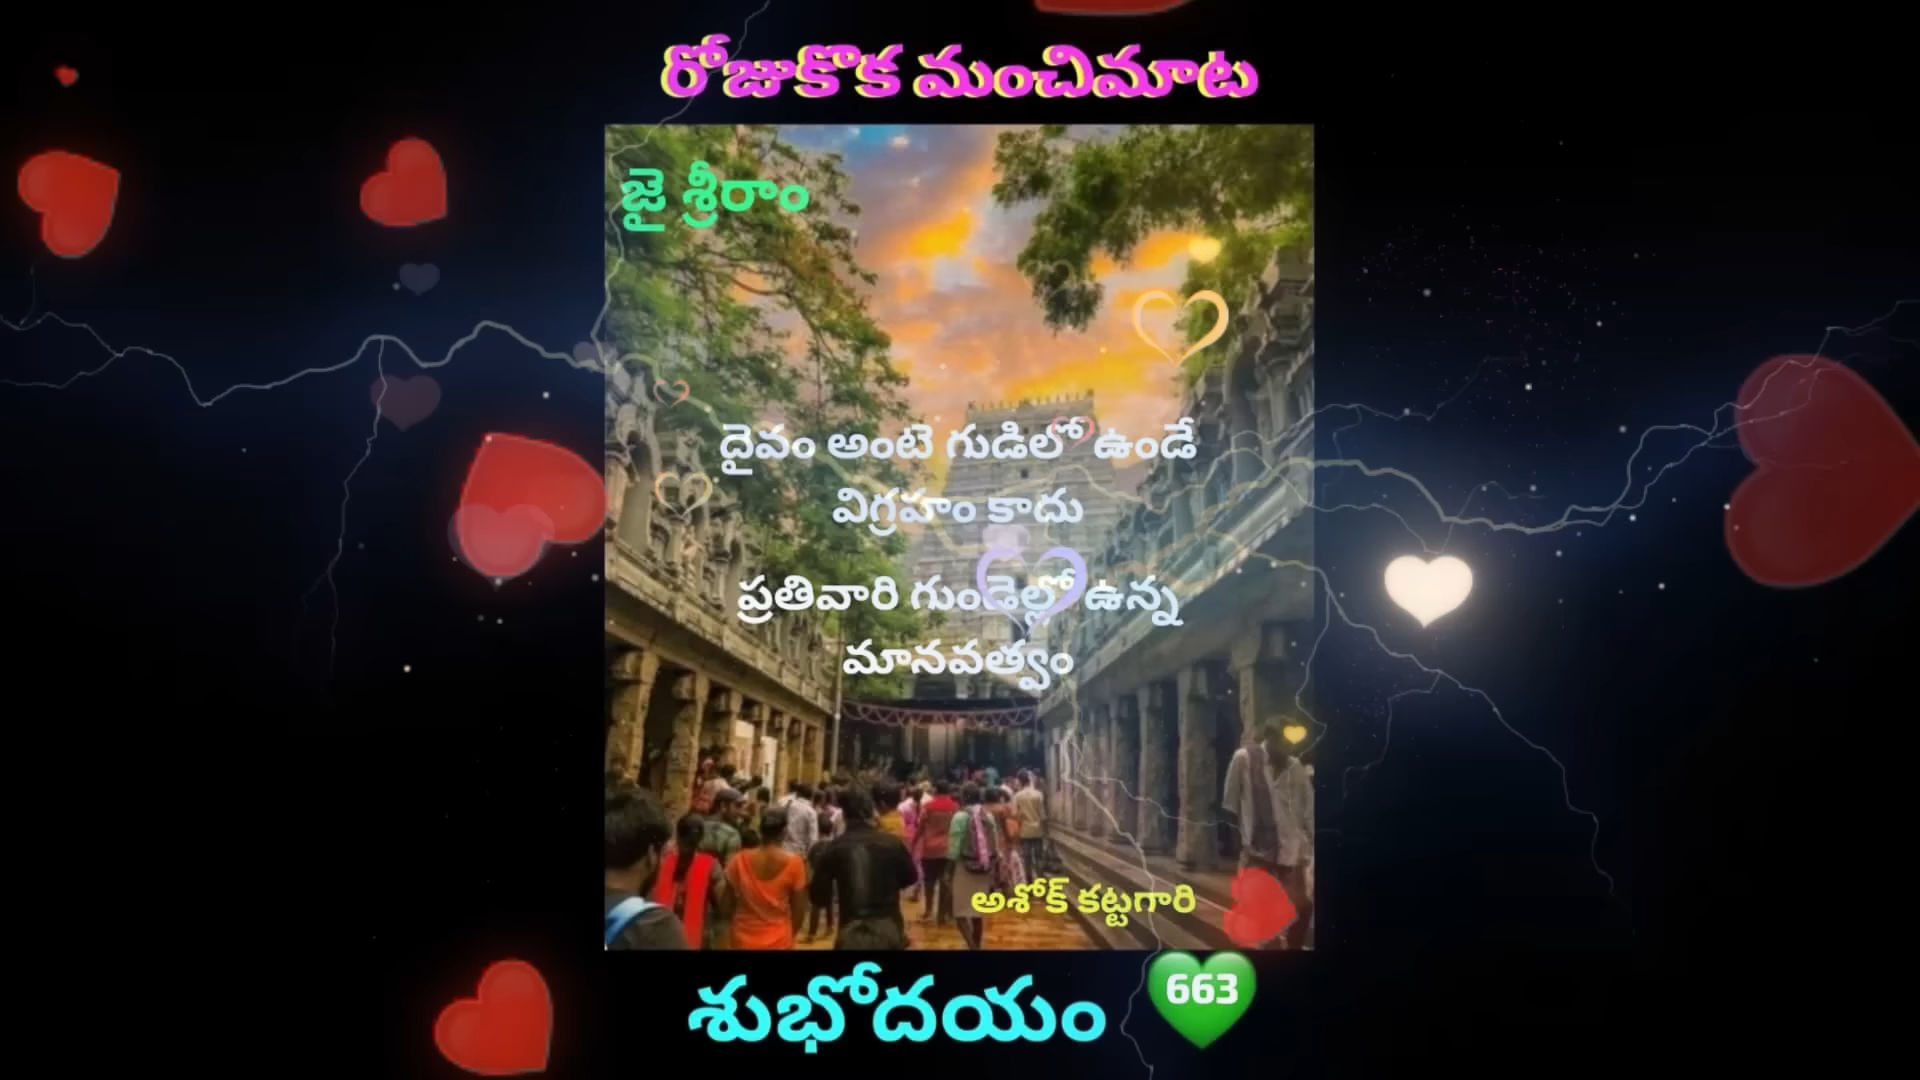 రోజుకొక మంచిమాట
జై శ్రీరాం
దైవం అంటె గుడిలో ఉండే
విగ్రహం కాదు
ప్రతివారి గుండెల్లో ఉన్న
మానవత్వం
అశోక్ కట్టగారి
శుభోదయం 663